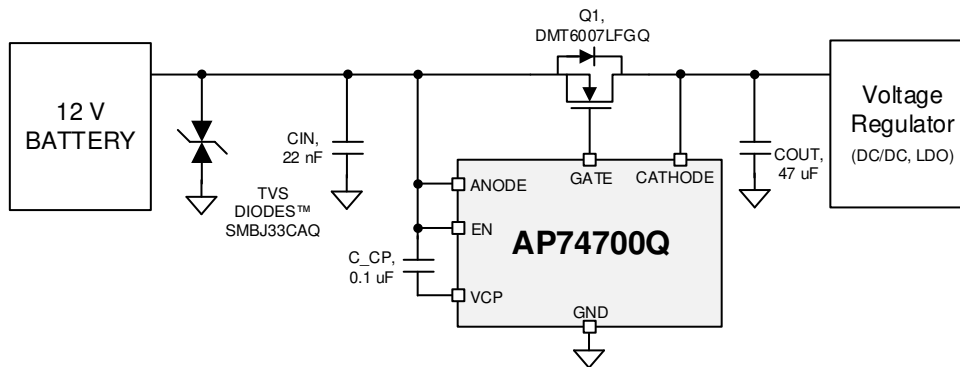 Q1,
DMT6007LFGQ
12 V
BATTERY
CIN,
22 nF
TVS
DIODES™
SMBJ33CAQ
C_CP,
0.1 uF
ANODE
EN
VCP
GATE
CATHODE
AP74700Q
GND
COUT,
47 uF
Voltage
Regulator
(DC/DC, LDO)